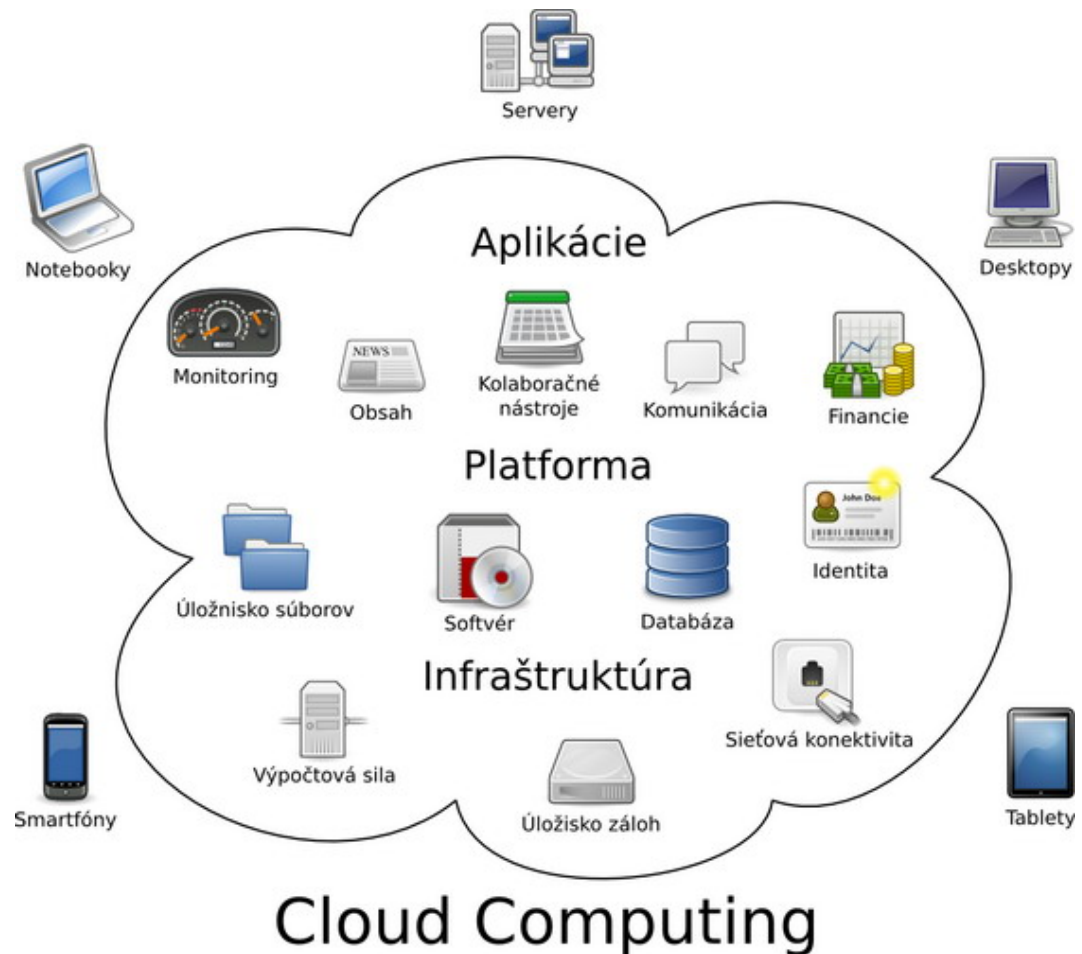 Servery
Notebooky
Desktopy
Aplikácie
Monitoring
NEWS
Obsah
Kolaboračné
nástroje
Komunikácia
Financie
Platforma
John Doe
Identita
Úložnisko súborov
Softvér
Databáza
Infraštruktúra
Sieťová konektivita
Výpočtová sila
Úložisko záloh
Smartfóny
Tablety
Cloud Computing